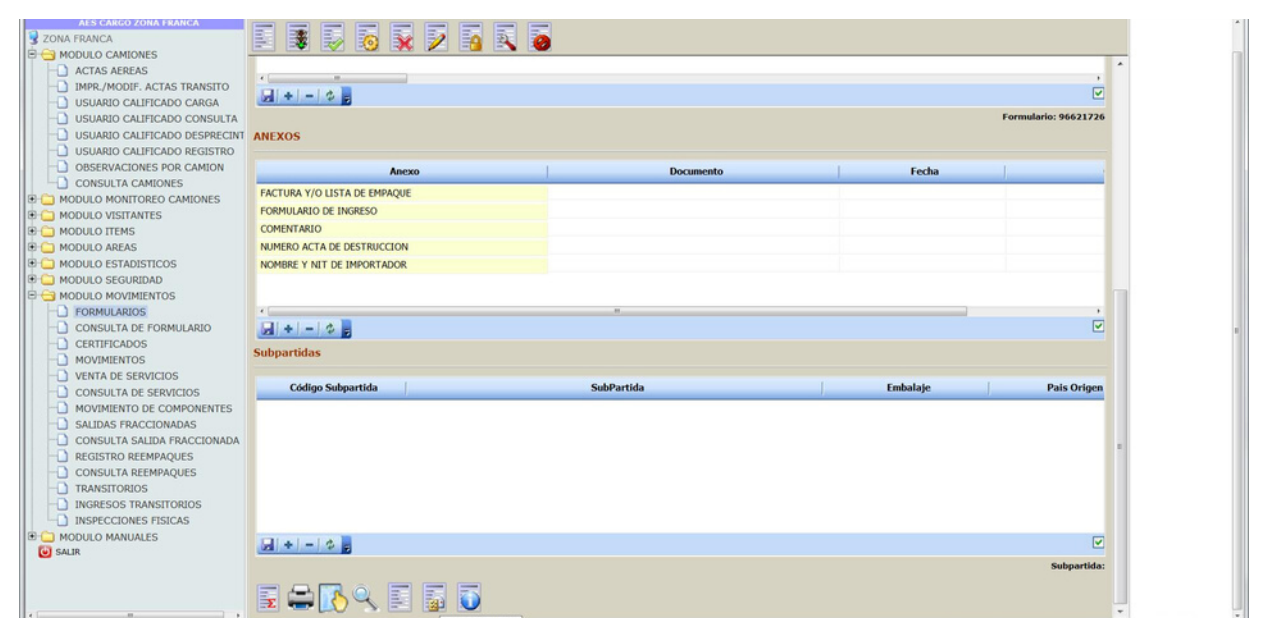 AES CARGO ZONA FRANCA
ZONA FRANCA
MODULO CAMIONES
ACTAS AEREAS
IMPR./MODIF. ACTAS TRANSITO
USUARIO CALIFICADO CARGA
USUARIO CALIFICADO CONSULTA
USUARIO CALIFICADO DESPRECINT
USUARIO CALIFICADO REGISTRO
OBSERVACIONES POR CAMION
CONSULTA CAMIONES
MODULO MONITOREO CAMIONES
MODULO VISITANTES
MODULO ITEMS
MODULO AREAS
MODULO ESTADISTICOS
MODULO SEGURIDAD
MODULO MOVIMIENTOS
FORMULARIOS
CONSULTA DE FORMULARIO
CERTIFICADOS
MOVIMIENTOS
VENTA DE SERVICIOS
CONSULTA DE SERVICIOS
MOVIMIENTO DE COMPONENTES
SALIDAS FRACCIONADAS
CONSULTA SALIDA FRACCIONADA
REGISTRO REEMPAQUES
CONSULTA REEMPAQUES
TRANSITORIOS
INGRESOS TRANSITORIOS
INSPECCIONES FISICAS
MODULO MANUALES
SALIR
Formulario: 96621726
ANEXOS
Anexo Documento Fecha
FACTURA Y/O LISTA DE EMPAQUE
FORMULARIO DE INGRESO
COMENTARIO
NUMERO ACTA DE DESTRUCCION
NOMBRE Y NIT DE IMPORTADOR
Subpartidas
Código Subpartida SubPartida Embalaje Pais Origen
Subpartida: